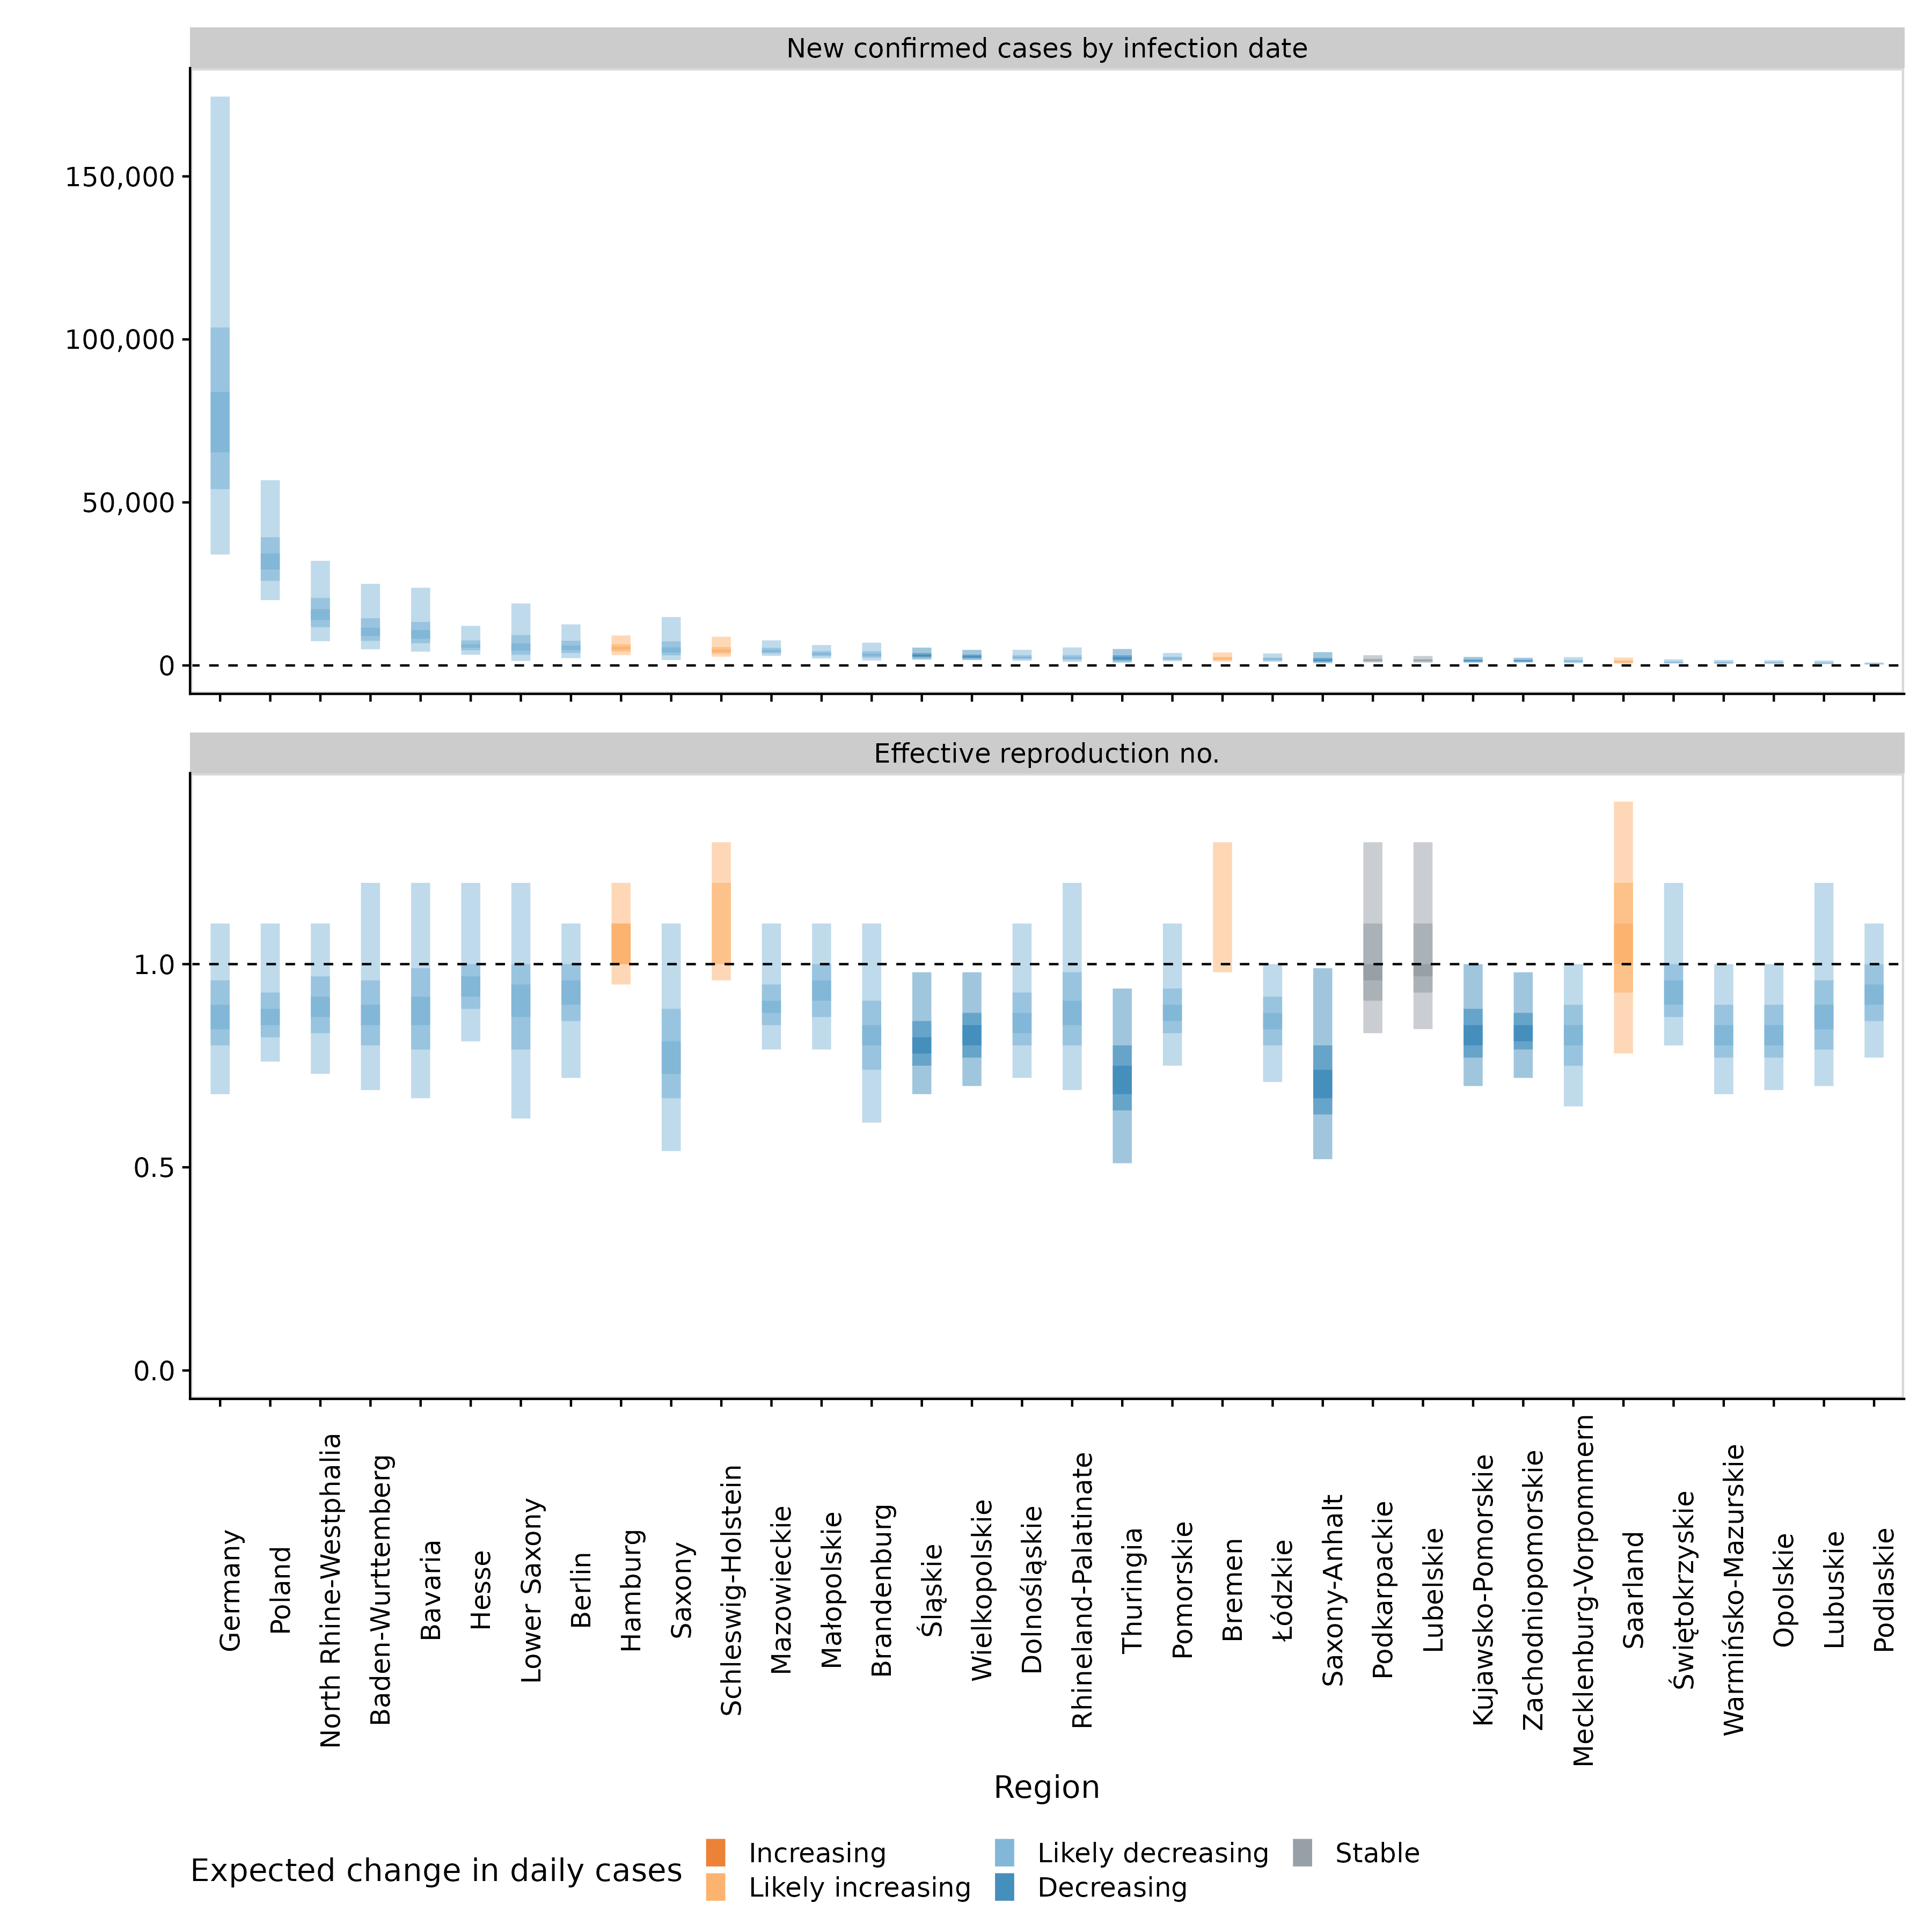 New confirmed cases by infection date
150,000
100,000
50,000
0
Effective reproduction no.
1.0
0.5
0.0
Germany
Poland
North Rhine-Westphalia
Baden-Wurttemberg
Bavaria
Hesse
Lower Saxony
Berlin
Hamburg
Saxony
Schleswig-Holstein
Mazowieckie
Małopolskie
Brandenburg
Śląskie
Wielkopolskie
Dolnośląskie
Rhineland-Palatinate
Thuringia
Pomorskie
Bremen
Łódzkie
Saxony-Anhalt
Podkarpackie
Lubelskie
Kujawsko-Pomorskie
Zachodniopomorskie
Mecklenburg-Vorpommern
Saarland
Świętokrzyskie
Warmińsko-Mazurskie
Opolskie
Lubuskie
Podlaskie
Region
Expected change in daily cases
Increasing
Likely increasing
Likely decreasing
Decreasing
Stable